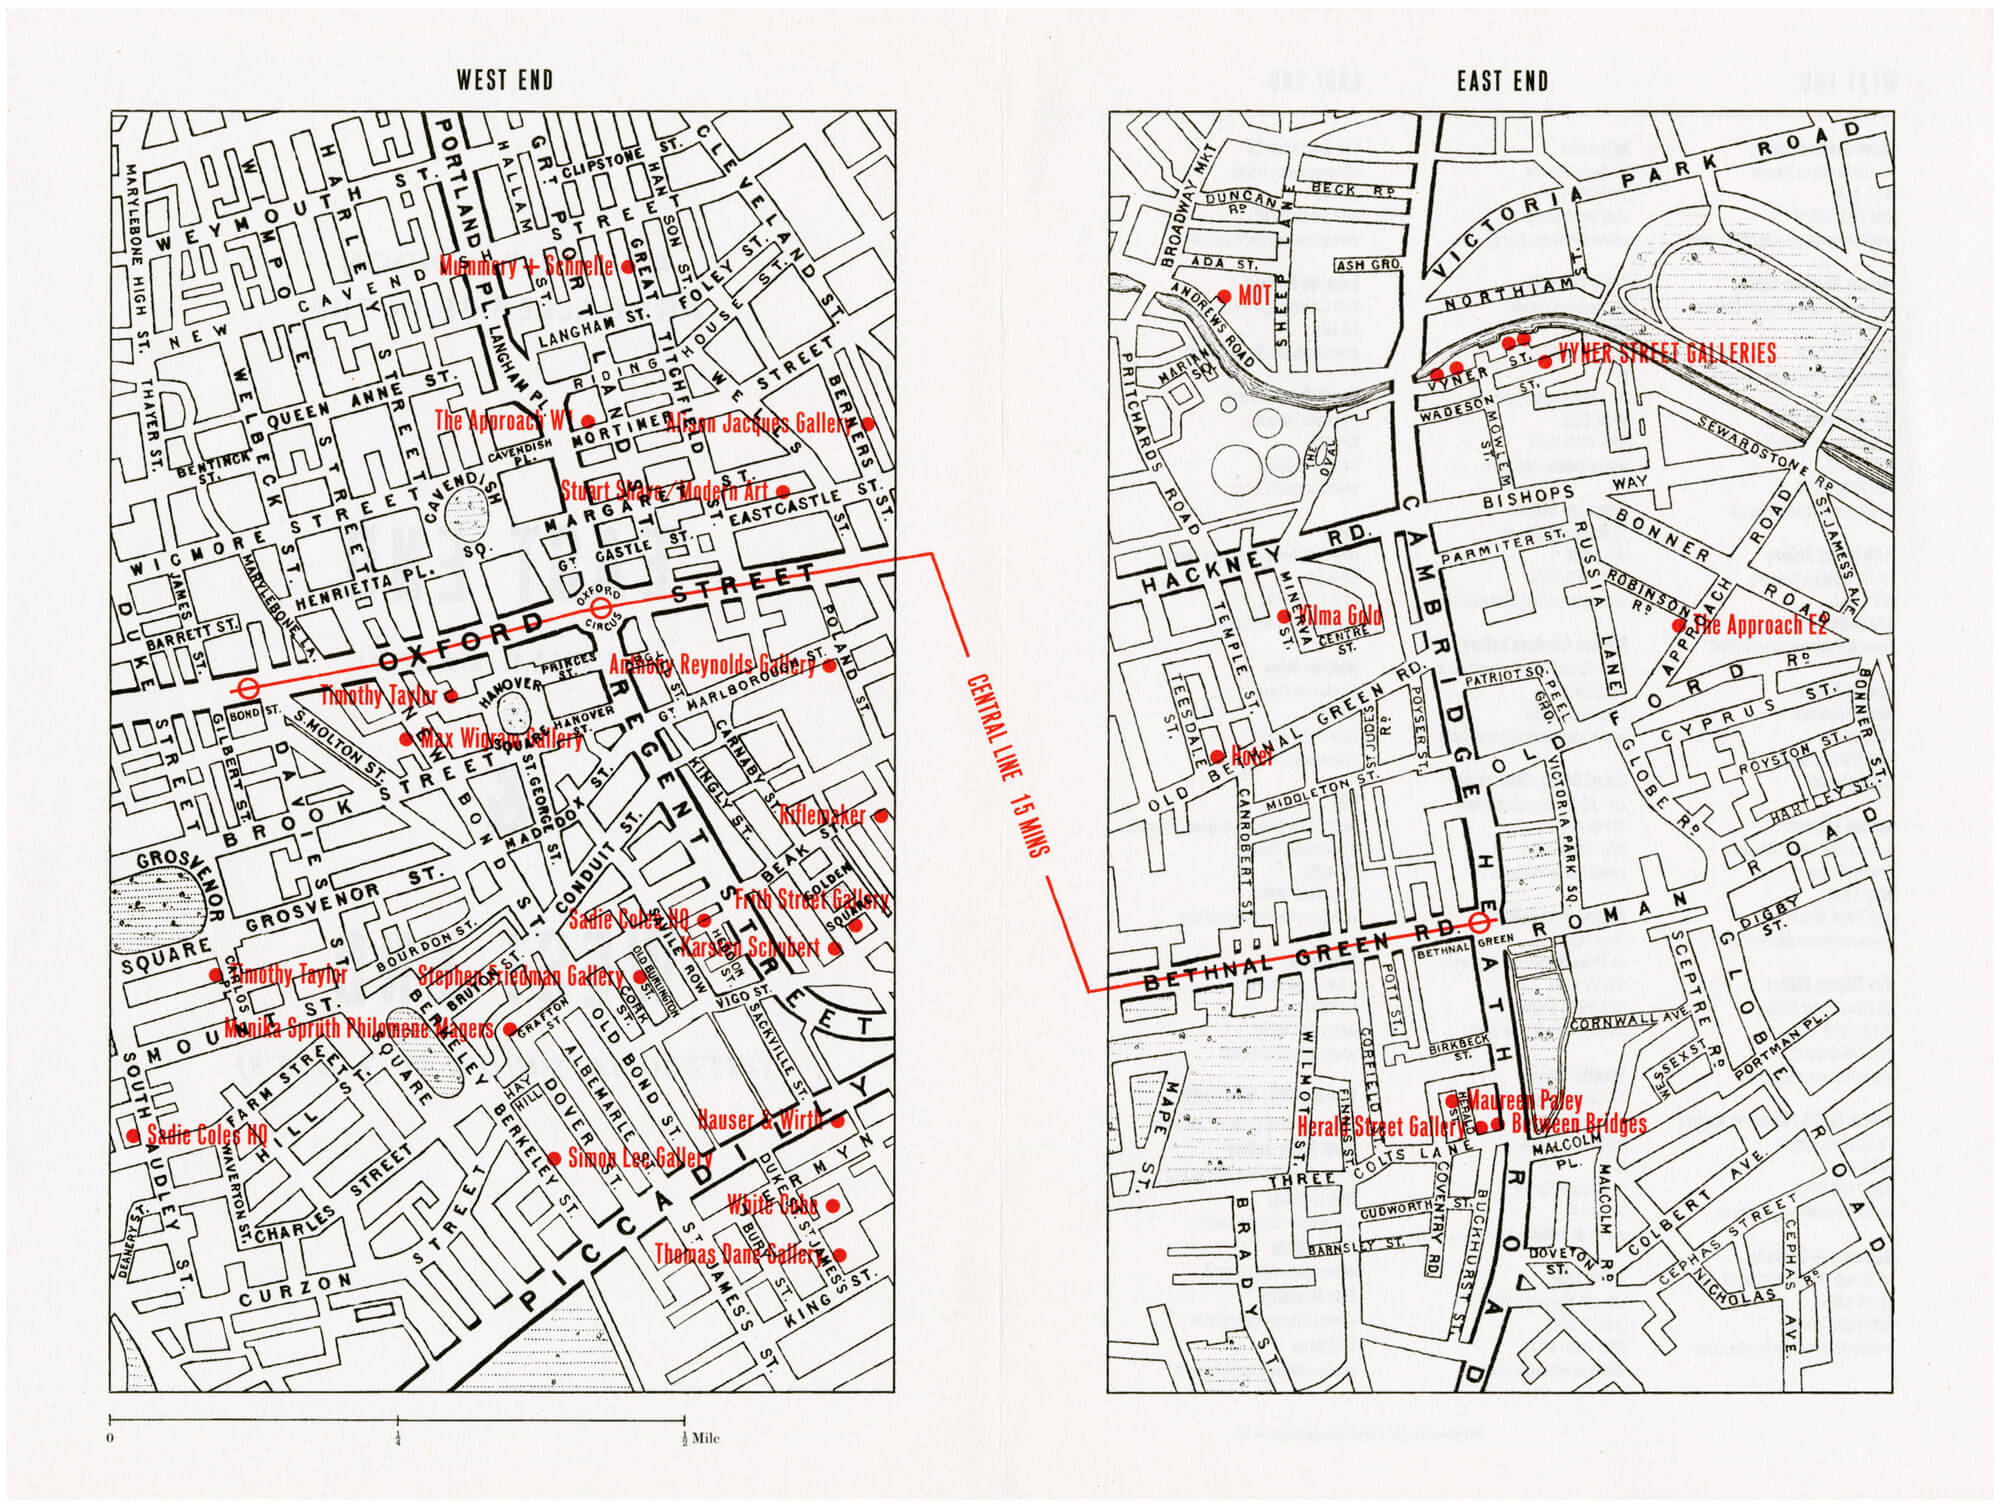 WEST END
EAST END
MARYLEBONE HIGH ST.
THAYER ST.
WEYMOUTH ST.
WIMPOLE STREET
HARLEY STREET
PORTLAND PL.
HALLAM ST.
GT. PORTLAND
CLIPSTONE ST.
HANSON ST.
CLEVELAND ST.
NEW CAVENDISH STREET
Mummery + Schnelle
GREAT TITCHFIELD
FOLEY ST.
LANGHAM ST.
LANGHAM PL.
RIDING HOUSE ST.
WELLS STREET
BERNERS ST.
WELBECK ST.
QUEEN ANNE ST.
The Approach W1
MORTIMER
Alison Jacques Gallery
BENTINCK ST.
CAVENDISH PL.
CAVENDISH SQ.
Stuart Shave/Modern Art
MARGARET ST.
EASTCASTLE ST.
WIGMORE STREET
GT. CASTLE ST.
JAMES ST.
MARYLEBONE LA.
HENRIETTA PL.
OXFORD STREET
OXFORD CIRCUS
DUKE STREET
BARRETT ST.
PRINCES ST.
ARGYLL ST.
Anthony Reynolds Gallery
POLAND ST.
Timothy Taylor
HANOVER SQUARE
HANOVER ST.
GT. MARLBOROUGH ST.
BOND ST.
GILBERT ST.
S. MOLTON ST.
DAVIES ST.
Max Wigram Gallery
NEW BOND ST.
REGENT STREET
CARNABY ST.
KINGLY ST.
BROOK STREET
ST. GEORGE ST.
MADDOX ST.
Riflemaker
GROSVENOR SQUARE
GROSVENOR ST.
CONDUIT ST.
BEAK ST.
GOLDEN SQUARE
Frith Street Gallery
Sadie Coles HQ
SAVILE ROW
HEDDON ST.
Karsten Schubert
BOURDON ST.
Timothy Taylor
CARLOS PL.
BRUTON ST.
Stephen Friedman Gallery
OLD BURLINGTON ST.
CORK ST.
VIGO ST.
SACKVILLE ST.
MOUNT ST.
Monika Spruth Philomene Magers
GRAFTON ST
BERKELEY SQUARE
OLD BOND ST.
ALBEMARLE ST.
DOVER ST.
HAY HILL
BERKELEY ST.
SOUTH AUDLEY ST.
FARM STREET
HILL ST.
Sadie Coles HQ
WAVERTON ST.
Hauser & Wirth
Simon Lee Gallery
PICCADILLY
JERMYN
DUKE ST. ST JAMES'S
White Cube
BURY ST.
Thomas Dane Gallery
ST. JAMES'S ST.
KING ST.
CHARLES STREET
CURZON STREET
DEANERY ST.
0
¼
½ Mile
CENTRAL LINE 15 MINS
BROADWAY MKT
DUNCAN RD
BECK RD
SHEEP LANE
ADA ST.
ASH GRO
ANDREWS ROAD
MOT
MARIAN SQ.
PRITCHARDS ROAD
THE OVAL
VICTORIA PARK ROAD
NORTHIAM ST.
VYNER STREET GALLERIES
VYNER ST.
WADESON ST.
MOWLEM ST.
SEWARDSTONE RD
BISHOPS WAY
BONNER ROAD
ST JAMES'S AVE
HACKNEY RD.
CAMBRIDGE HEATH ROAD
PARMITER ST.
RUSSIA LANE
ROBINSON RD
APPROACH ROAD
The Approach E2
MINERVA ST.
Vilma Gold
CENTRE ST.
TEMPLE ST.
TEESDALE ST.
Hotel
OLD BETHNAL GREEN RD.
ST JUDES RD
POYSER ST.
PATRIOT SQ.
PEEL GRO.
OLD FORD RD
CYPRUS ST.
BONNER ST.
ROYSTON ST.
HARTLEY ST.
GLOBE RD
MIDDLETON ST.
CANROBERT ST.
VICTORIA PARK SQ.
ROMAN ROAD
DIGBY ST.
BETHNAL GREEN RD.
BETHNAL GREEN
POTT ST.
SCEPTRE RD
GLOBE ROAD
CORNWALL AVE
BIRKBECK ST.
WESSEX ST
PORTMAN PL.
MAPE ST.
WILMOT ST.
CORFIELD ST.
FINNIS ST.
HERALD ST
Maureen Paley
Herald Street Gallery
Between Bridges
MALCOLM PL.
MALCOLM RD
THREE COLTS LANE
COVENTRY RD
BUCKHURST ST.
CUDWORTH ST.
BARNSLEY ST.
BRADY ST.
DOVETON ST.
COLBERT AVE.
CEPHAS STREET
CEPHAS AVE.
NICHOLAS RD